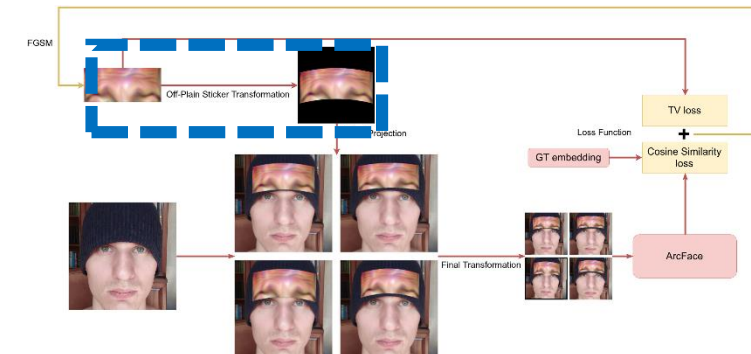 FGSM
Off-Plain Sticker Transformation
TV loss
Projection
Loss Function
+
GT embedding
Cosine Similarity
loss
Final Transformation
ArcFace